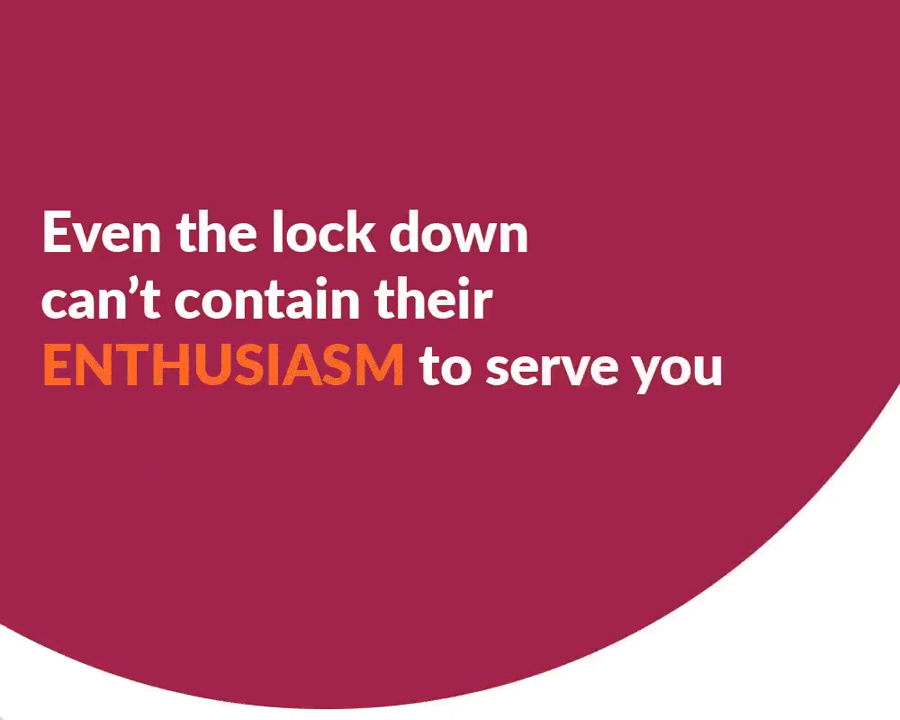 Even the lock down
can’t contain their
ENTHUSIASM to serve you